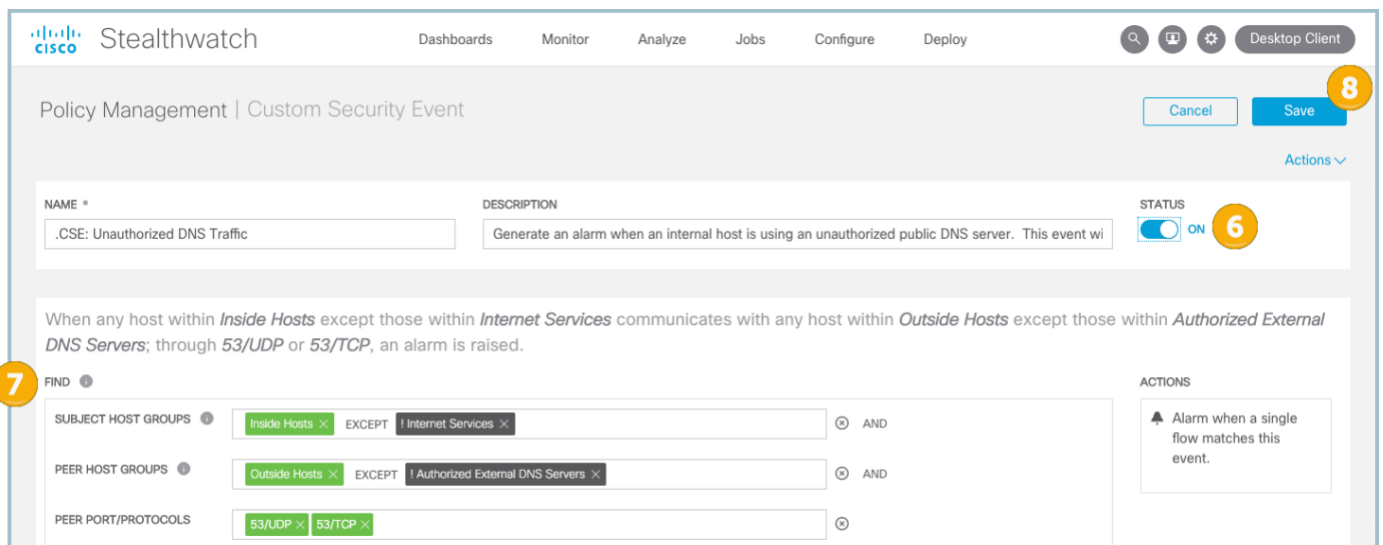 cisco Stealthwatch Dashboards Monitor Analyze Jobs Configure Deploy Desktop Client
8
Policy Management | Custom Security Event Cancel Save
Actions
NAME * DESCRIPTION STATUS
.CSE: Unauthorized DNS Traffic Generate an alarm when an internal host is using an unauthorized public DNS server. This event wi ON 6
When any host within Inside Hosts except those within Internet Services communicates with any host within Outside Hosts except those within Authorized External
DNS Servers; through 53/UDP or 53/TCP, an alarm is raised.
7 FIND i ACTIONS
SUBJECT HOST GROUPS i Inside Hosts × EXCEPT ! Internet Services × AND
Alarm when a single
flow matches this
event.
PEER HOST GROUPS i Outside Hosts × EXCEPT ! Authorized External DNS Servers × AND
PEER PORT/PROTOCOLS 53/UDP × 53/TCP ×